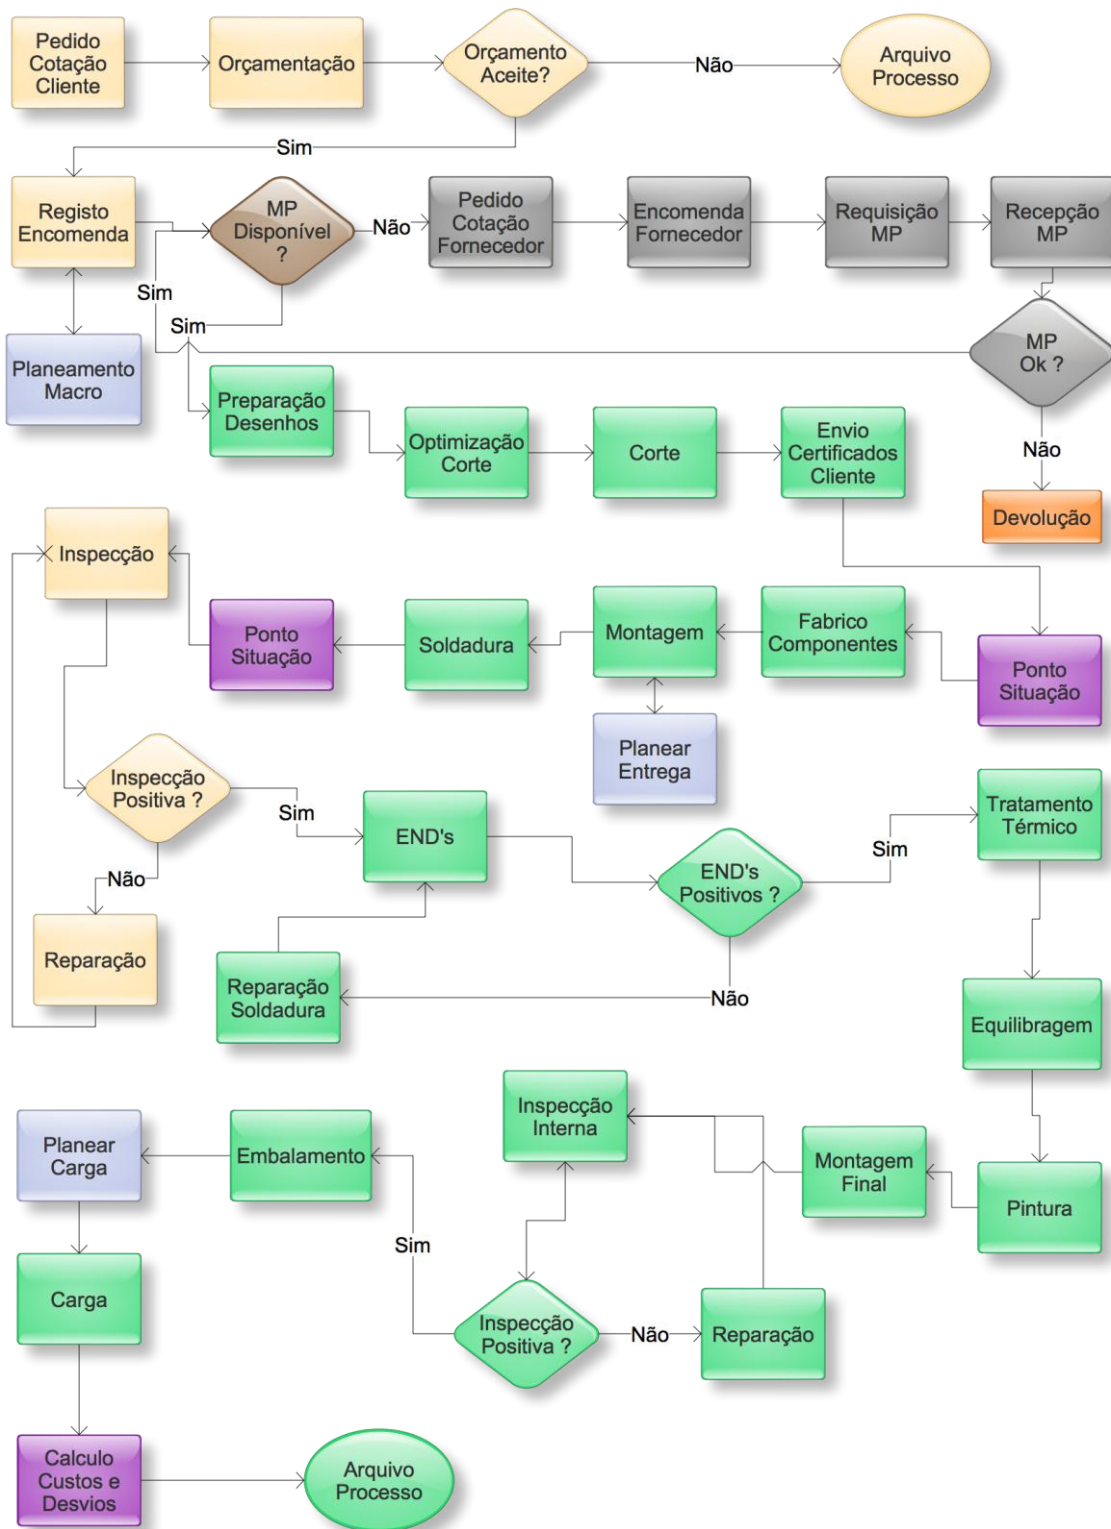 Pedido
Cotação
Cliente
Orçamentação
Orçamento
Aceite?
Não
Arquivo
Processo
Sim
Registo
Encomenda
MP
Disponível
?
Não
Pedido
Cotação
Fornecedor
Encomenda
Fornecedor
Requisição
MP
Recepção
MP
Sim
Sim
Planeamento
Macro
MP
Ok ?
Preparação
Desenhos
Optimização
Corte
Corte
Envio
Certificados
Cliente
Não
Devolução
Inspecção
Ponto
Situação
Soldadura
Montagem
Fabrico
Componentes
Ponto
Situação
Planear
Entrega
Inspecção
Positiva ?
Sim
END's
END's
Positivos ?
Sim
Tratamento
Térmico
Não
Reparação
Reparação
Soldadura
Não
Equilibragem
Inspecção
Interna
Planear
Carga
Embalamento
Montagem
Final
Pintura
Sim
Carga
Inspecção
Positiva ?
Não
Reparação
Calculo
Custos e
Desvios
Arquivo
Processo